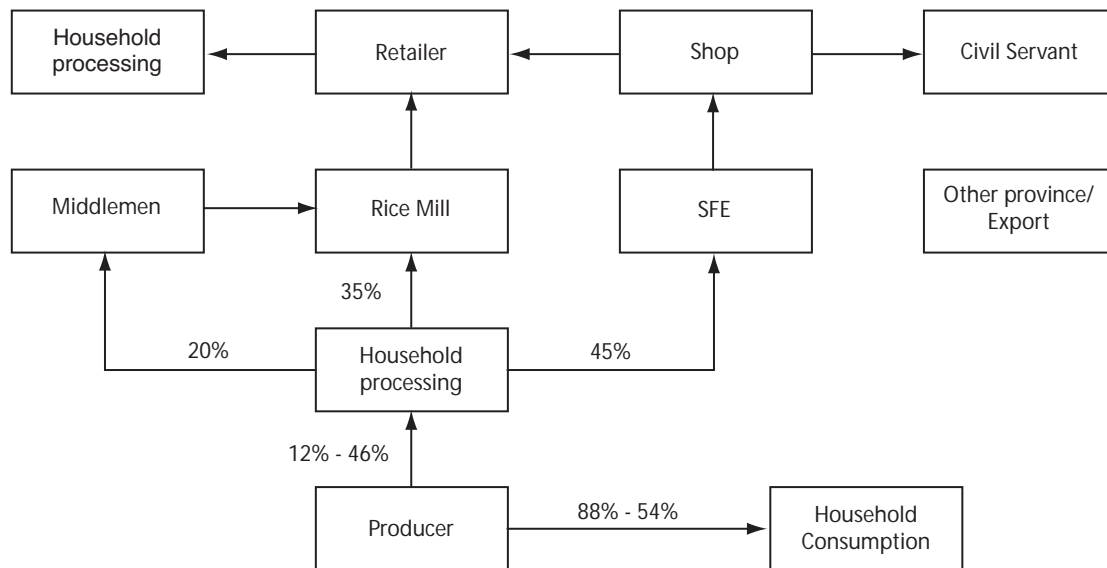 Household
processing
Retailer
Shop
Civil Servant
Middlemen
Rice Mill
SFE
Other province/
Export
35%
20%
Household
processing
45%
12% - 46%
Producer
88% - 54%
Household
Consumption